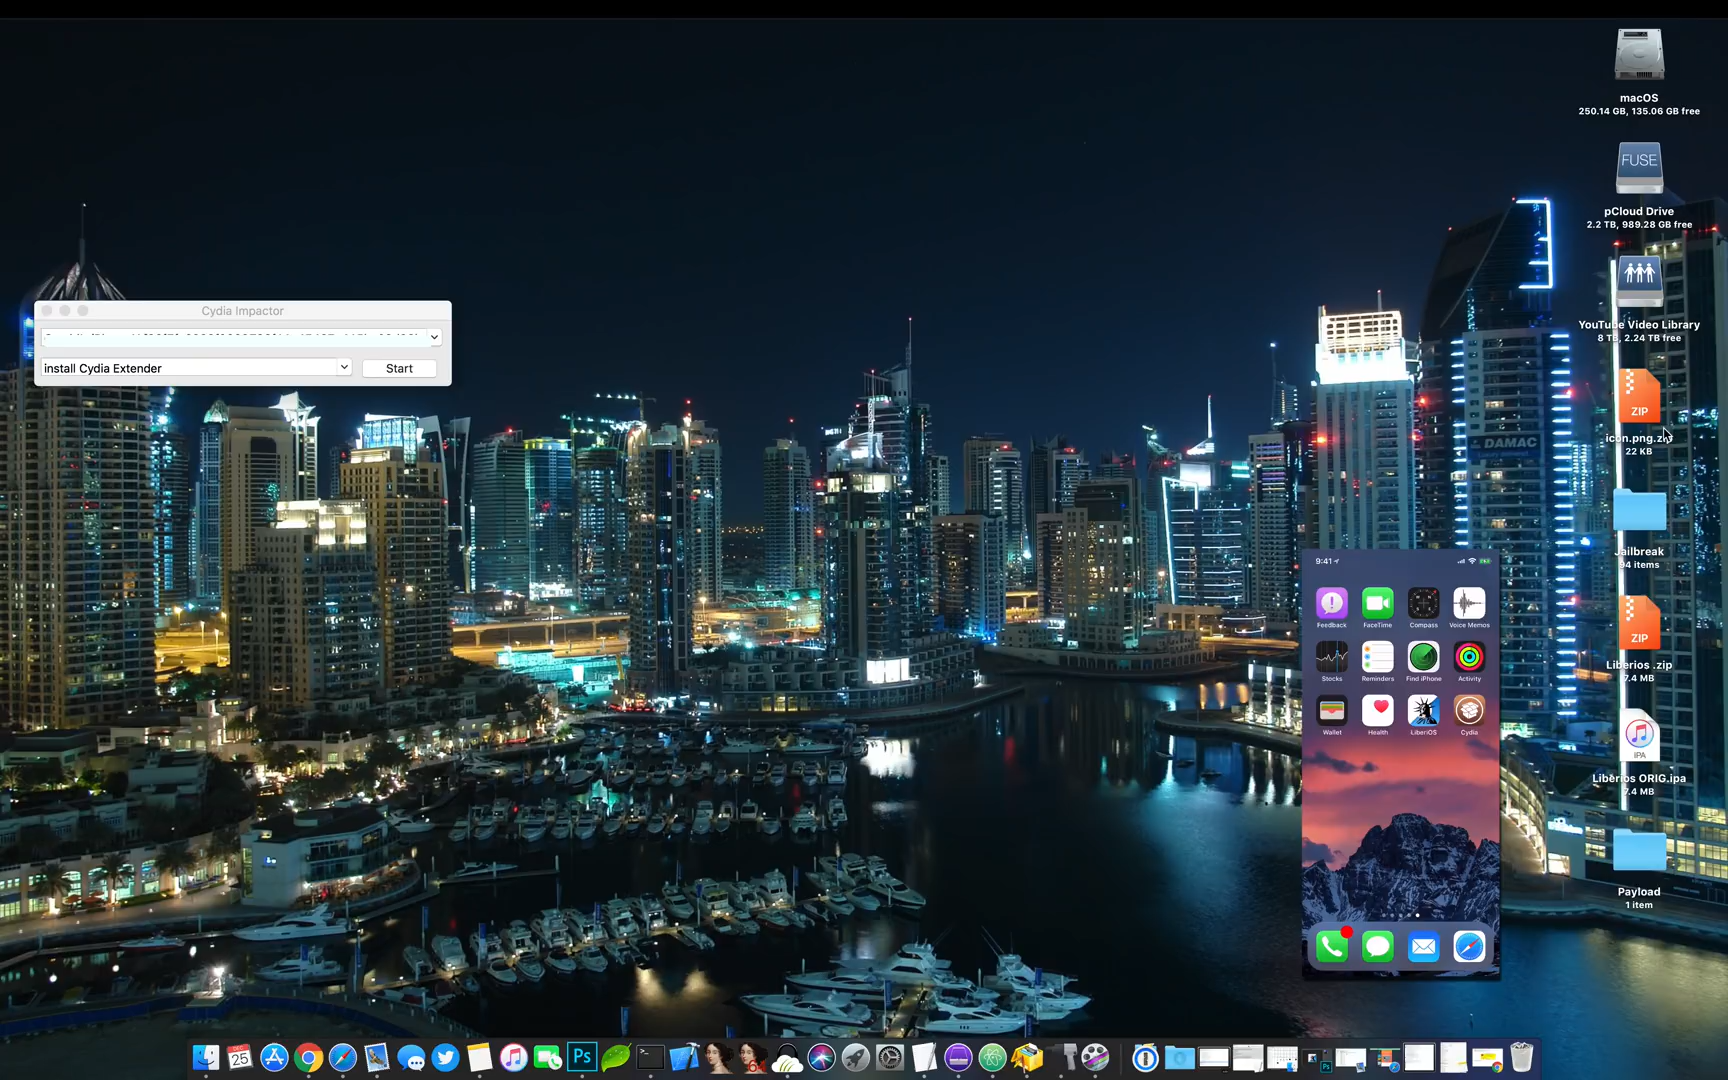 Cydia Impactor
install Cydia Extender
Start
macOS
250.14 GB, 135.06 GB free
FUSE
pCloud Drive
2.2 TB, 989.28 GB free
YouTube Video Library
8 TB, 2.24 TB free
ZIP
icon.png.zip
22 KB
Jailbreak
94 items
ZIP
Liberios .zip
7.4 MB
IPA
Liberios ORIG.ipa
7.4 MB
Payload
1 item
DAMAC
9:41
Feedback
FaceTime
Compass
Voice Memos
Stocks
Reminders
Find iPhone
Activity
Wallet
Health
LiberiOS
Cydia
25
Ps
64